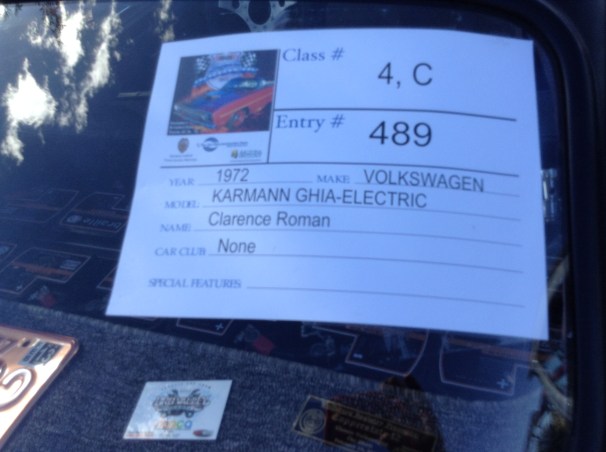 Class # 4, C
Entry # 489
YEAR 1972 MAKE VOLKSWAGEN
MODEL KARMANN GHIA-ELECTRIC
NAME Clarence Roman
CAR CLUB None
SPECIAL FEATURES